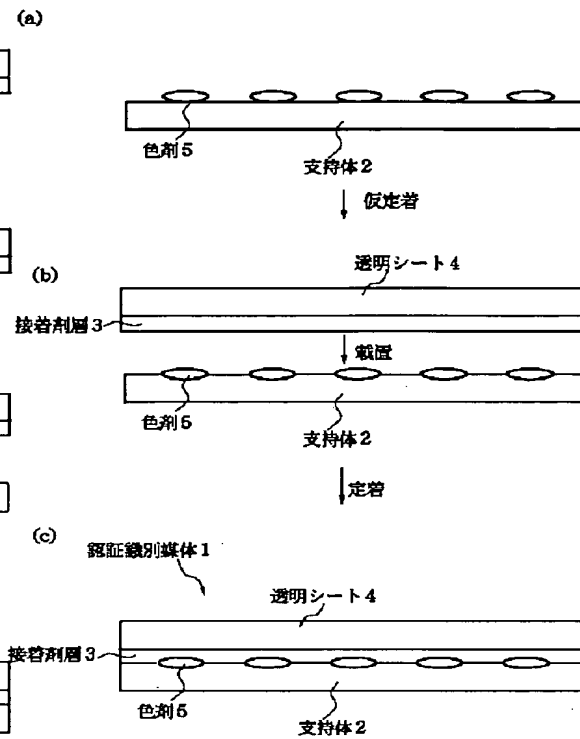 (a)
色剤5
支持体2
仮定着
(b)
透明シート4
接着剤層3
載置
色剤5
支持体2
定着
(c)
認証識別媒体1
透明シート4
接着剤層3
色剤5
支持体2